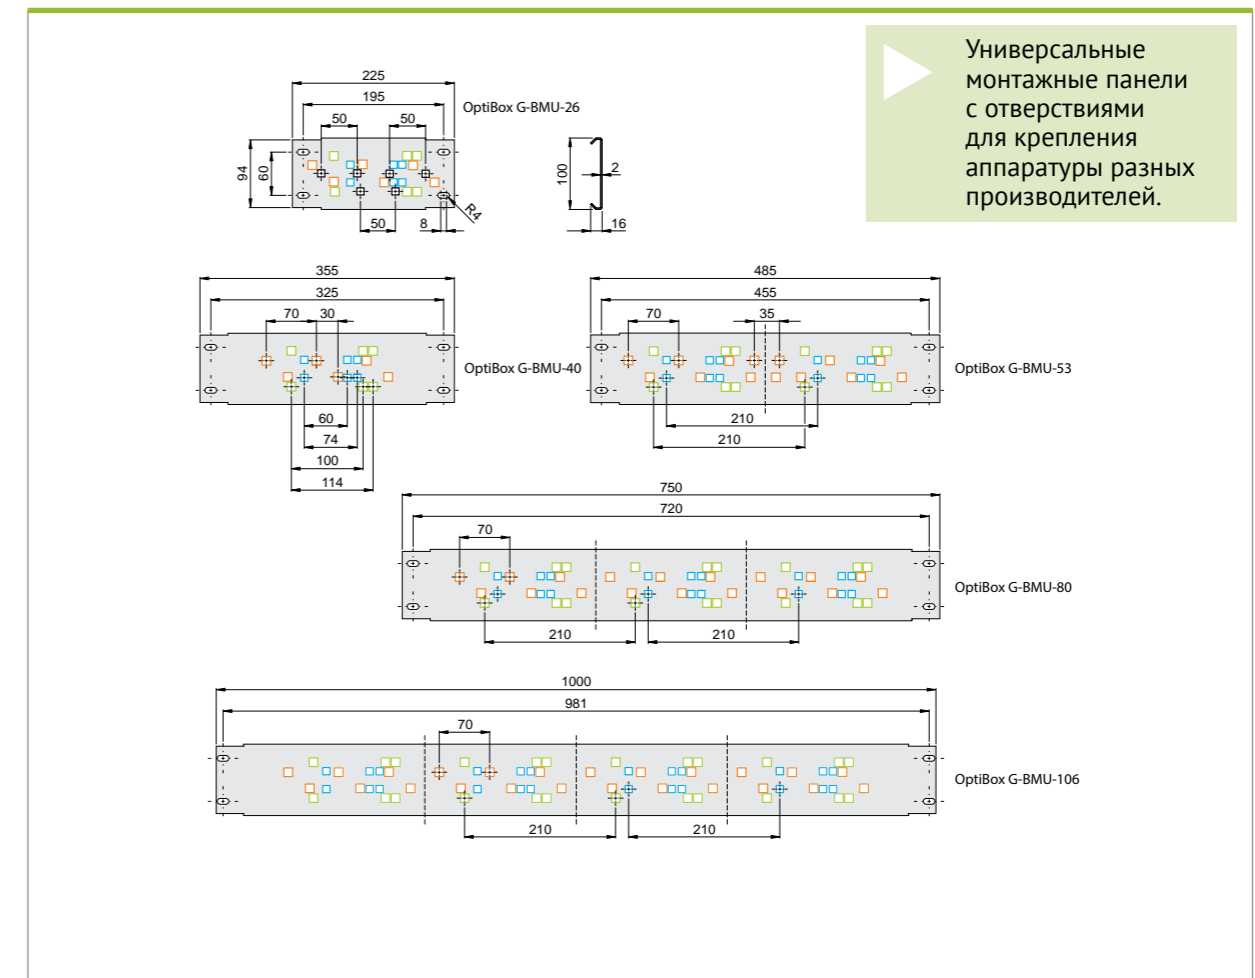 Универсальные
монтажные панели
с отверствиями
для крепления
аппаратуры разных
производителей.
225
195
OptiBox G-BMU-26
50 50
94
60
100
2
R4
50 8 16
355
325
70 30
OptiBox G-BMU-40
60
74
100
114
485
455
70 35
OptiBox G-BMU-53
210
210
750
720
70
OptiBox G-BMU-80
210 210
1000
981
70
OptiBox G-BMU-106
210 210